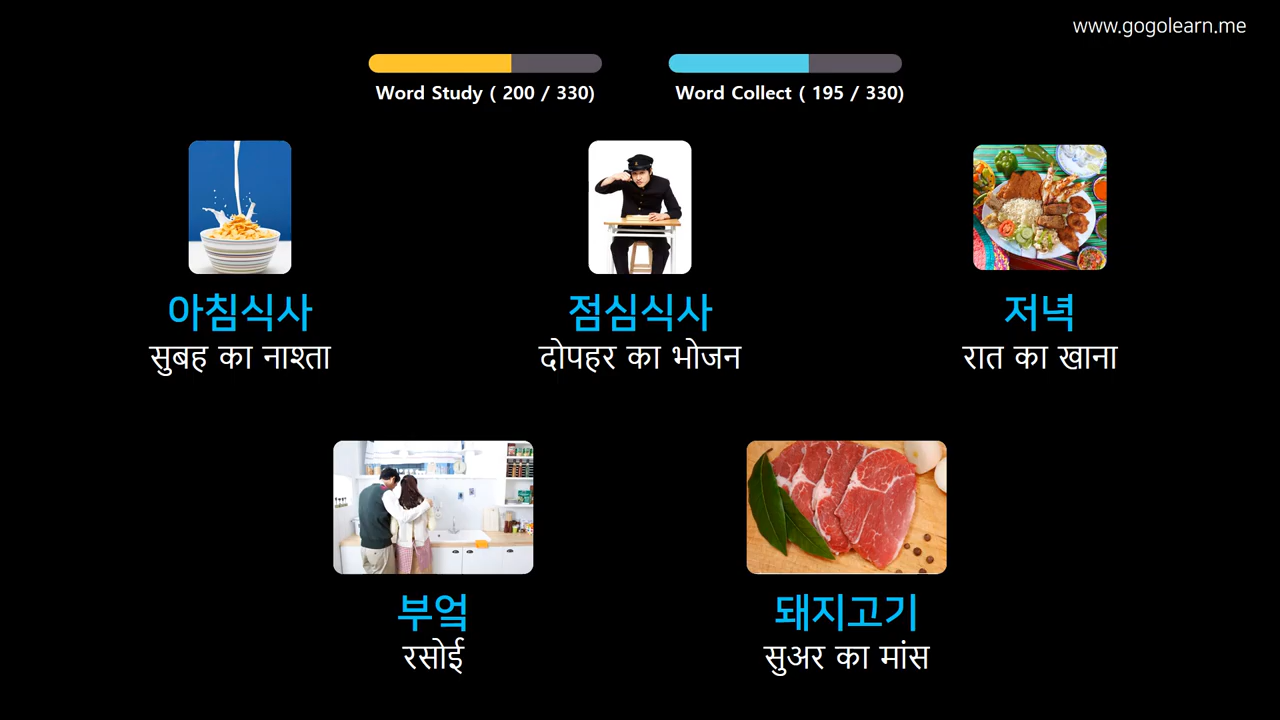 www.gogolearn.me
Word Study ( 200 / 330)
Word Collect ( 195 / 330)
아침식사
सुबह का नाश्ता
점심식사
दोपहर का भोजन
저녁
रात का खाना
부엌
रसोई
돼지고기
सुअर का मांस